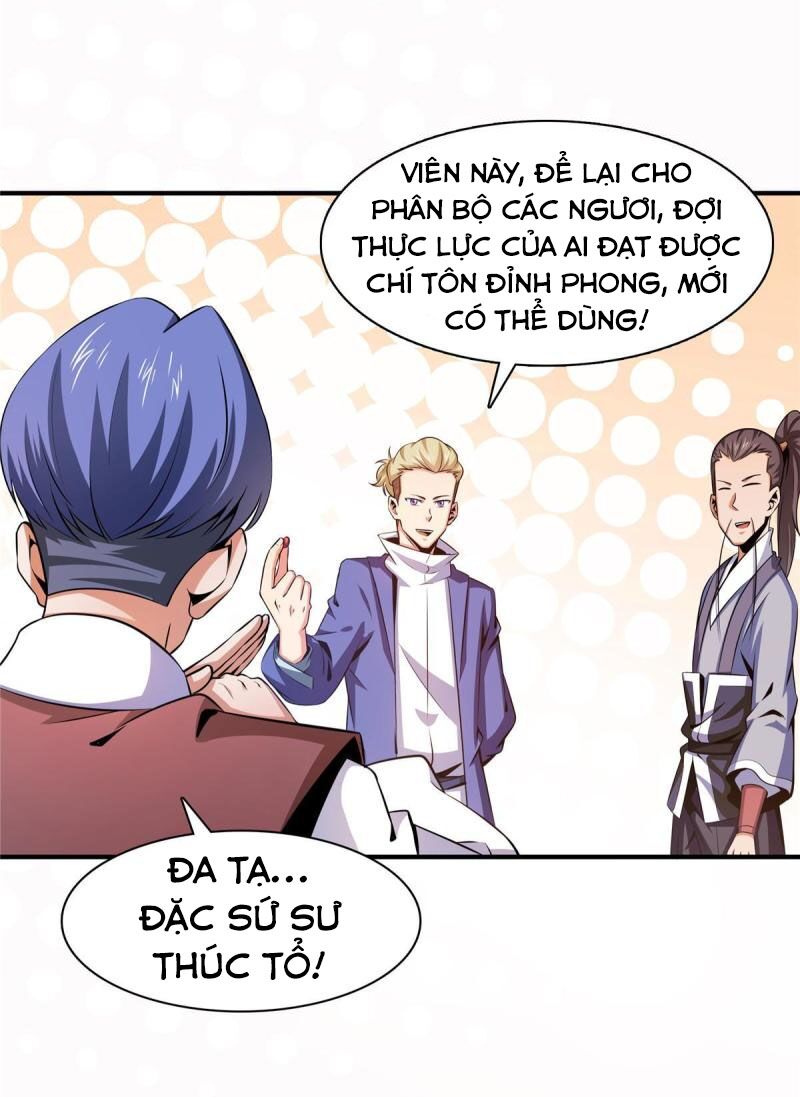 VIÊN NÀY, ĐỂ LẠI CHO
PHÂN BỘ CÁC NGƯƠI, ĐỢI
THỰC LỰC CỦA AI ĐẠT ĐƯỢC
CHÍ TÔN ĐỈNH PHONG, MỚI
CÓ THỂ DÙNG!
ĐA TẠ...
ĐẶC SỨ SƯ
THÚC TỔ!